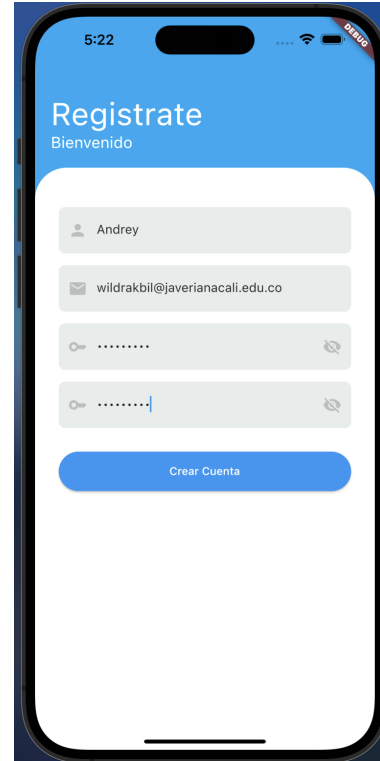 5:22
DEBUG
Registrate
Bienvenido
Andrey
wildrakbil@javerianacali.edu.co
•••••••••
•••••••••
Crear Cuenta